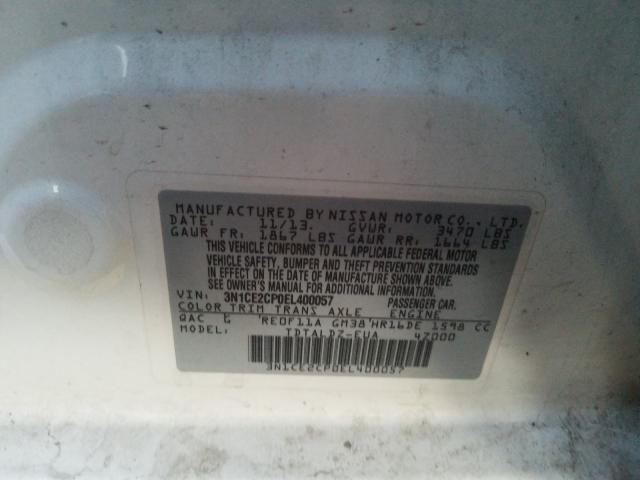 MANUFACTURED BY NISSAN MOTOR CO., LTD.
DATE: 11/13. GVWR: 3470 LBS
GAWR FR: 1867 LBS GAWR RR: 1664 LBS
THIS VEHICLE CONFORMS TO ALL APPLICABLE FEDERAL MOTOR
VEHICLE SAFETY, BUMPER AND THEFT PREVENTION STANDARDS
IN EFFECT ON THE DATE OF MANUFACTURE SHOWN ABOVE.
SEE OWNER'S MANUAL FOR ADDITIONAL INFORMATION.
VIN: 3N1CE2CP0EL400057 PASSENGER CAR.
COLOR TRIM TRANS AXLE ENGINE
QAC G RE0F11A GM38 HR16DE 1598 CC
MODEL: TDTALDZ-EUA 47000
3N1CE2CP0EL400057